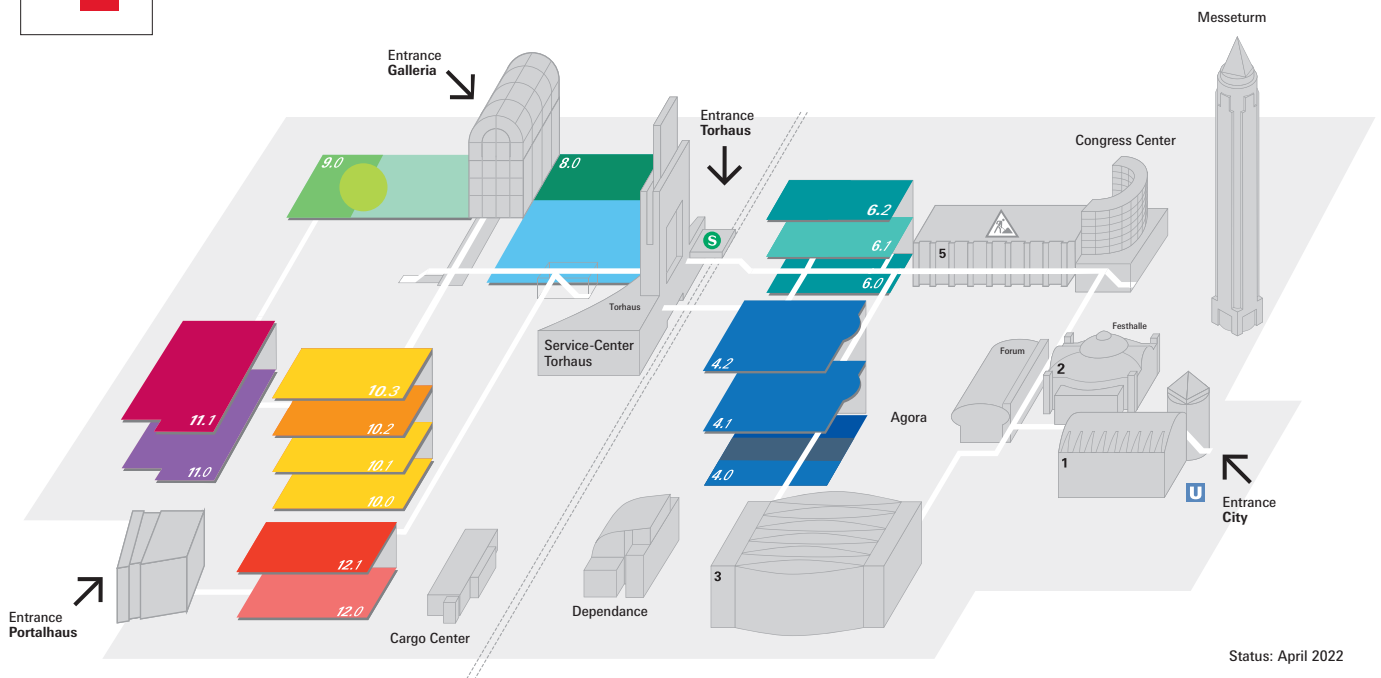 Messeturm
Entrance
Galleria
Entrance
Torhaus
Congress Center
9.0
8.0
6.2
6.1
6.0
S
5
Torhaus
Service-Center
Torhaus
4.2
4.1
4.0
Agora
Forum
Festhalle
2
1
U
Entrance
City
11.1
11.0
10.3
10.2
10.1
10.0
12.1
12.0
3
Entrance
Portalhaus
Cargo Center
Dependance
Status: April 2022